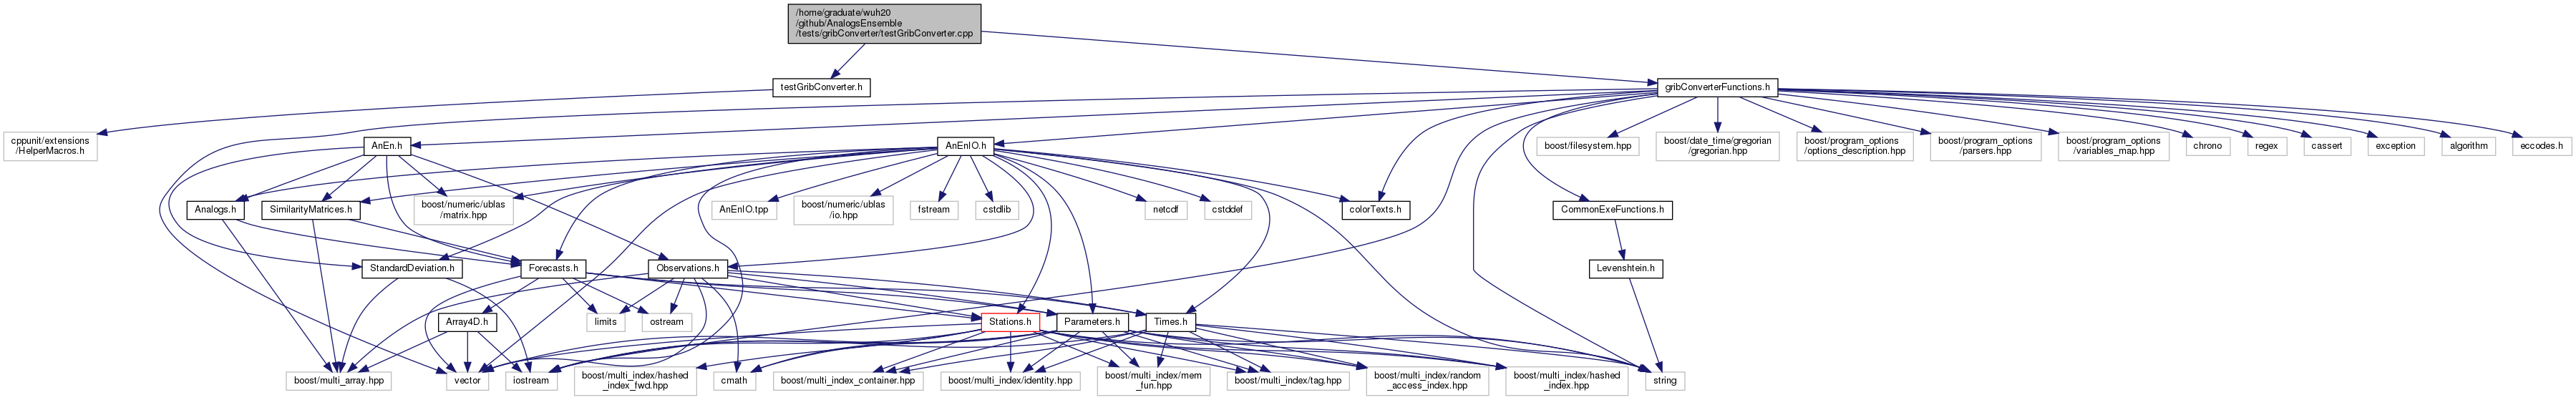 /home/graduate/wuh20
/github/AnalogsEnsemble
/tests/gribConverter/testGribConverter.cpp
testGribConverter.h
gribConverterFunctions.h
cppunit/extensions
/HelperMacros.h
AnEn.h
AnEnIO.h
boost/filesystem.hpp
boost/date_time/gregorian
/gregorian.hpp
boost/program_options
/options_description.hpp
boost/program_options
/parsers.hpp
boost/program_options
/variables_map.hpp
chrono
regex
cassert
exception
algorithm
eccodes.h
Analogs.h
SimilarityMatrices.h
boost/numeric/ublas
/matrix.hpp
AnEnIO.tpp
boost/numeric/ublas
/io.hpp
fstream
cstdlib
netcdf
cstddef
colorTexts.h
CommonExeFunctions.h
StandardDeviation.h
Forecasts.h
Observations.h
Levenshtein.h
Array4D.h
limits
ostream
Stations.h
Parameters.h
Times.h
boost/multi_array.hpp
vector
iostream
boost/multi_index/hashed
_index_fwd.hpp
cmath
boost/multi_index_container.hpp
boost/multi_index/identity.hpp
boost/multi_index/mem
_fun.hpp
boost/multi_index/tag.hpp
boost/multi_index/random
_access_index.hpp
boost/multi_index/hashed
_index.hpp
string